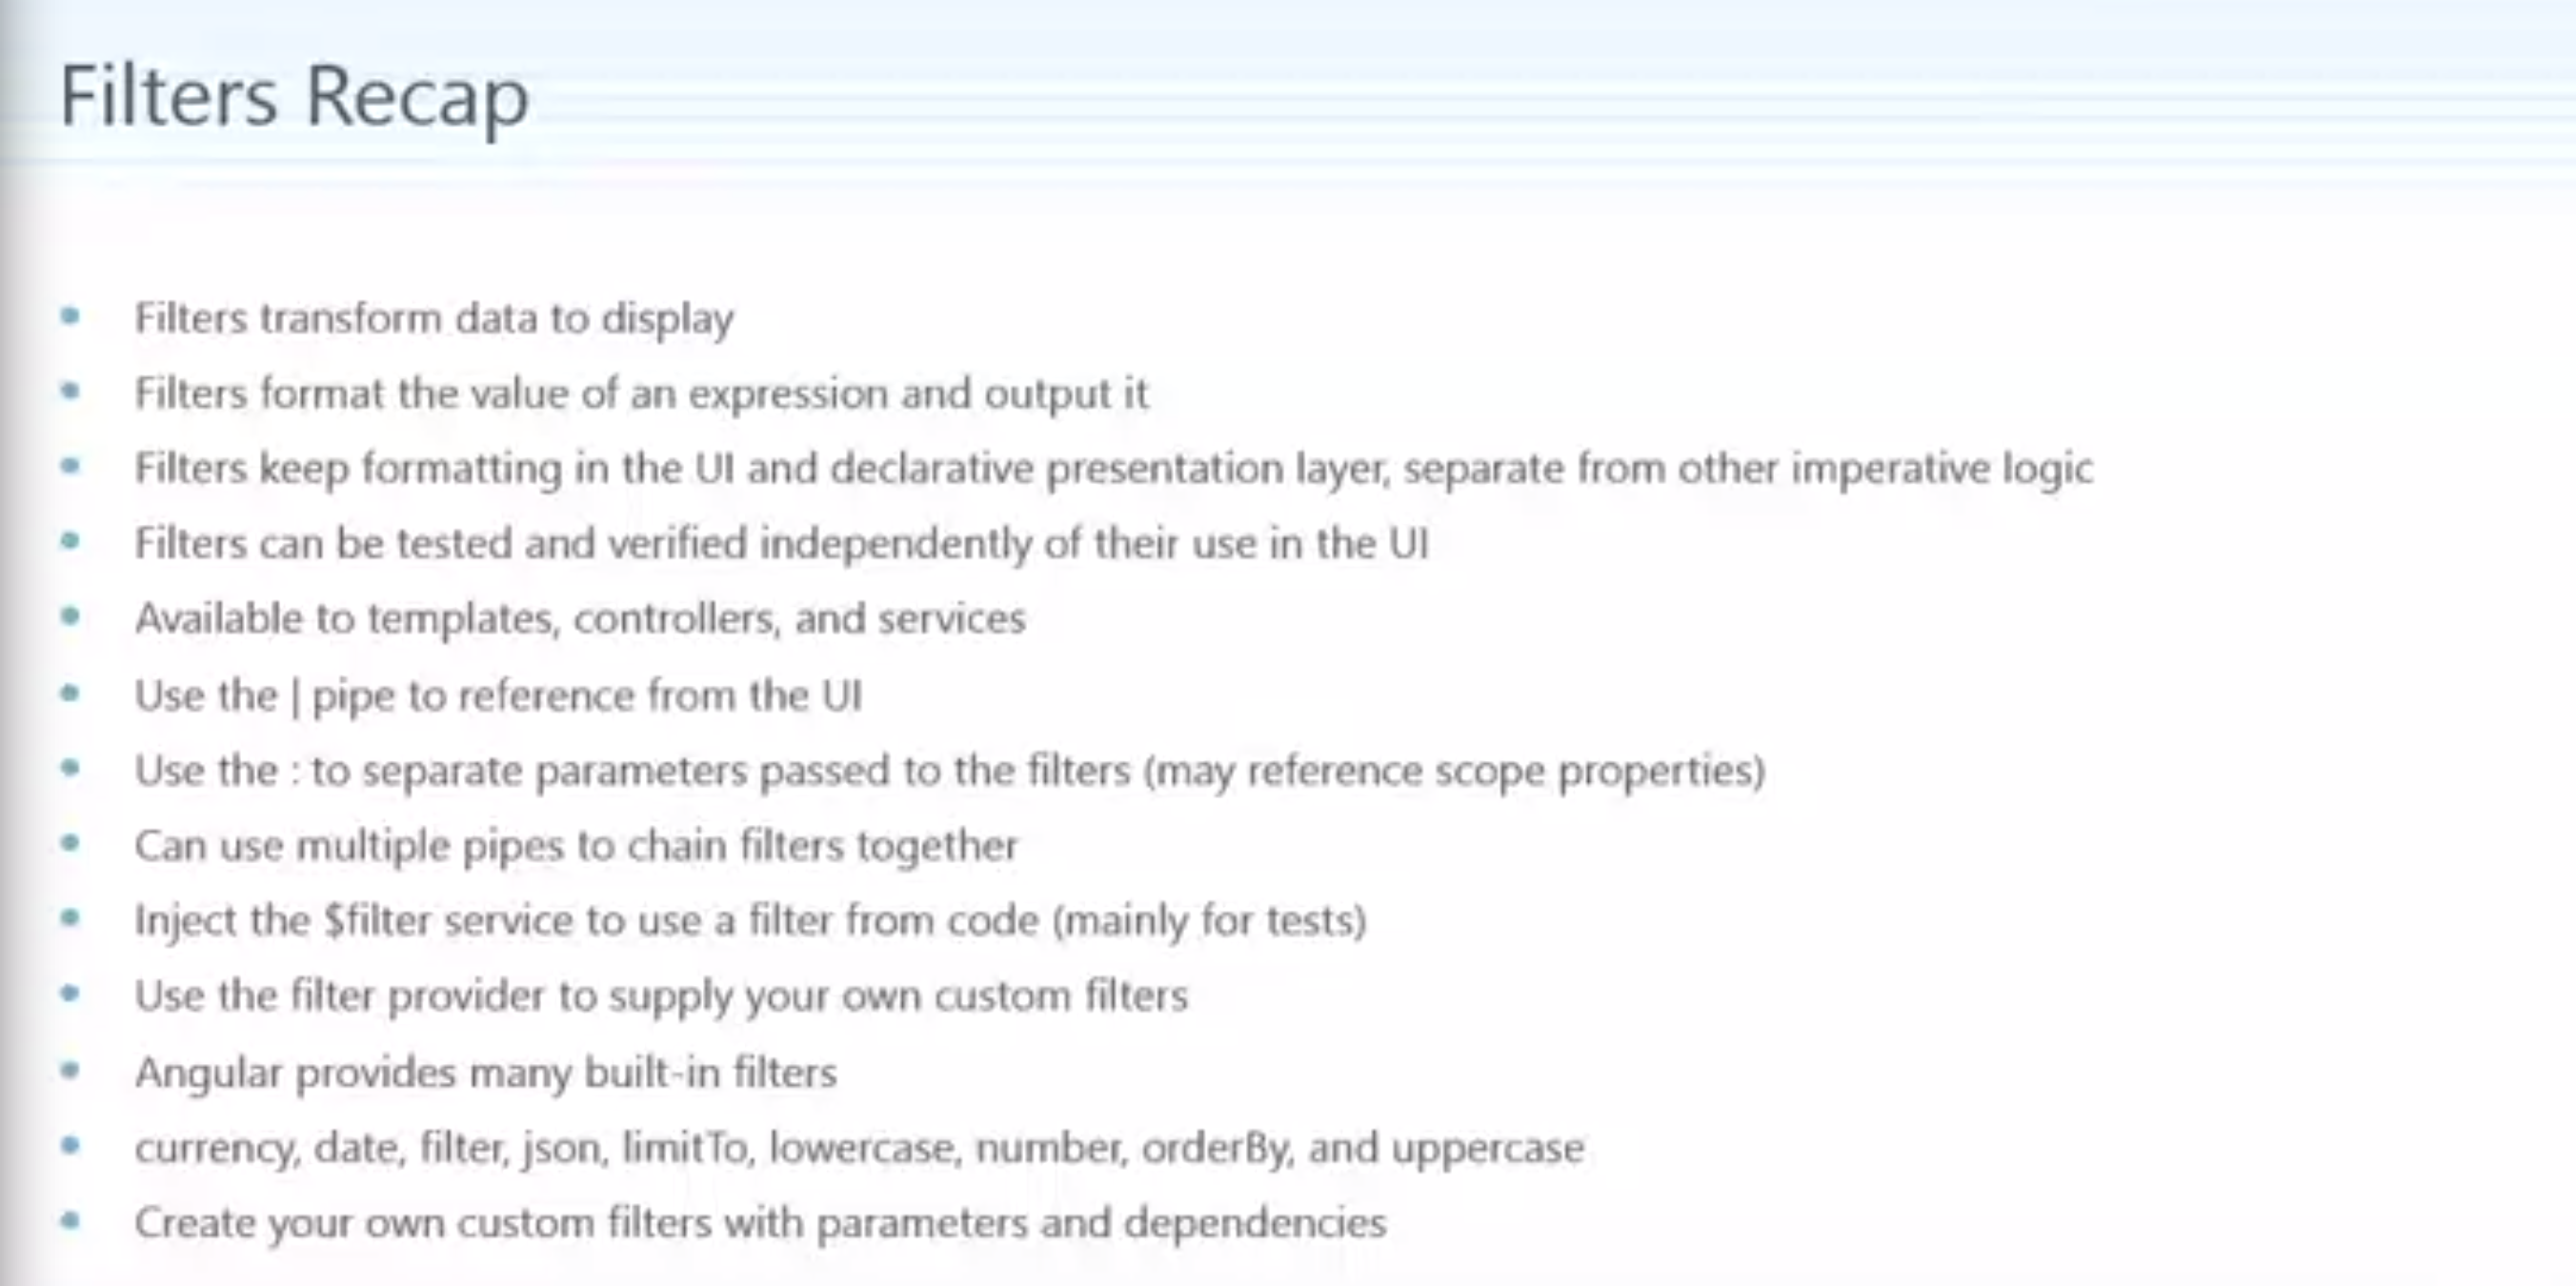 Filters Recap
Filters transform data to display
Filters format the value of an expression and output it
Filters keep formatting in the UI and declarative presentation layer, separate from other imperative logic
Filters can be tested and verified independently of their use in the UI
Available to templates, controllers, and services
Use the | pipe to reference from the UI
Use the : to separate parameters passed to the filters (may reference scope properties)
Can use multiple pipes to chain filters together
Inject the $filter service to use a filter from code (mainly for tests)
Use the filter provider to supply your own custom filters
Angular provides many built-in filters
currency, date, filter, json, limitTo, lowercase, number, orderBy, and uppercase
Create your own custom filters with parameters and dependencies